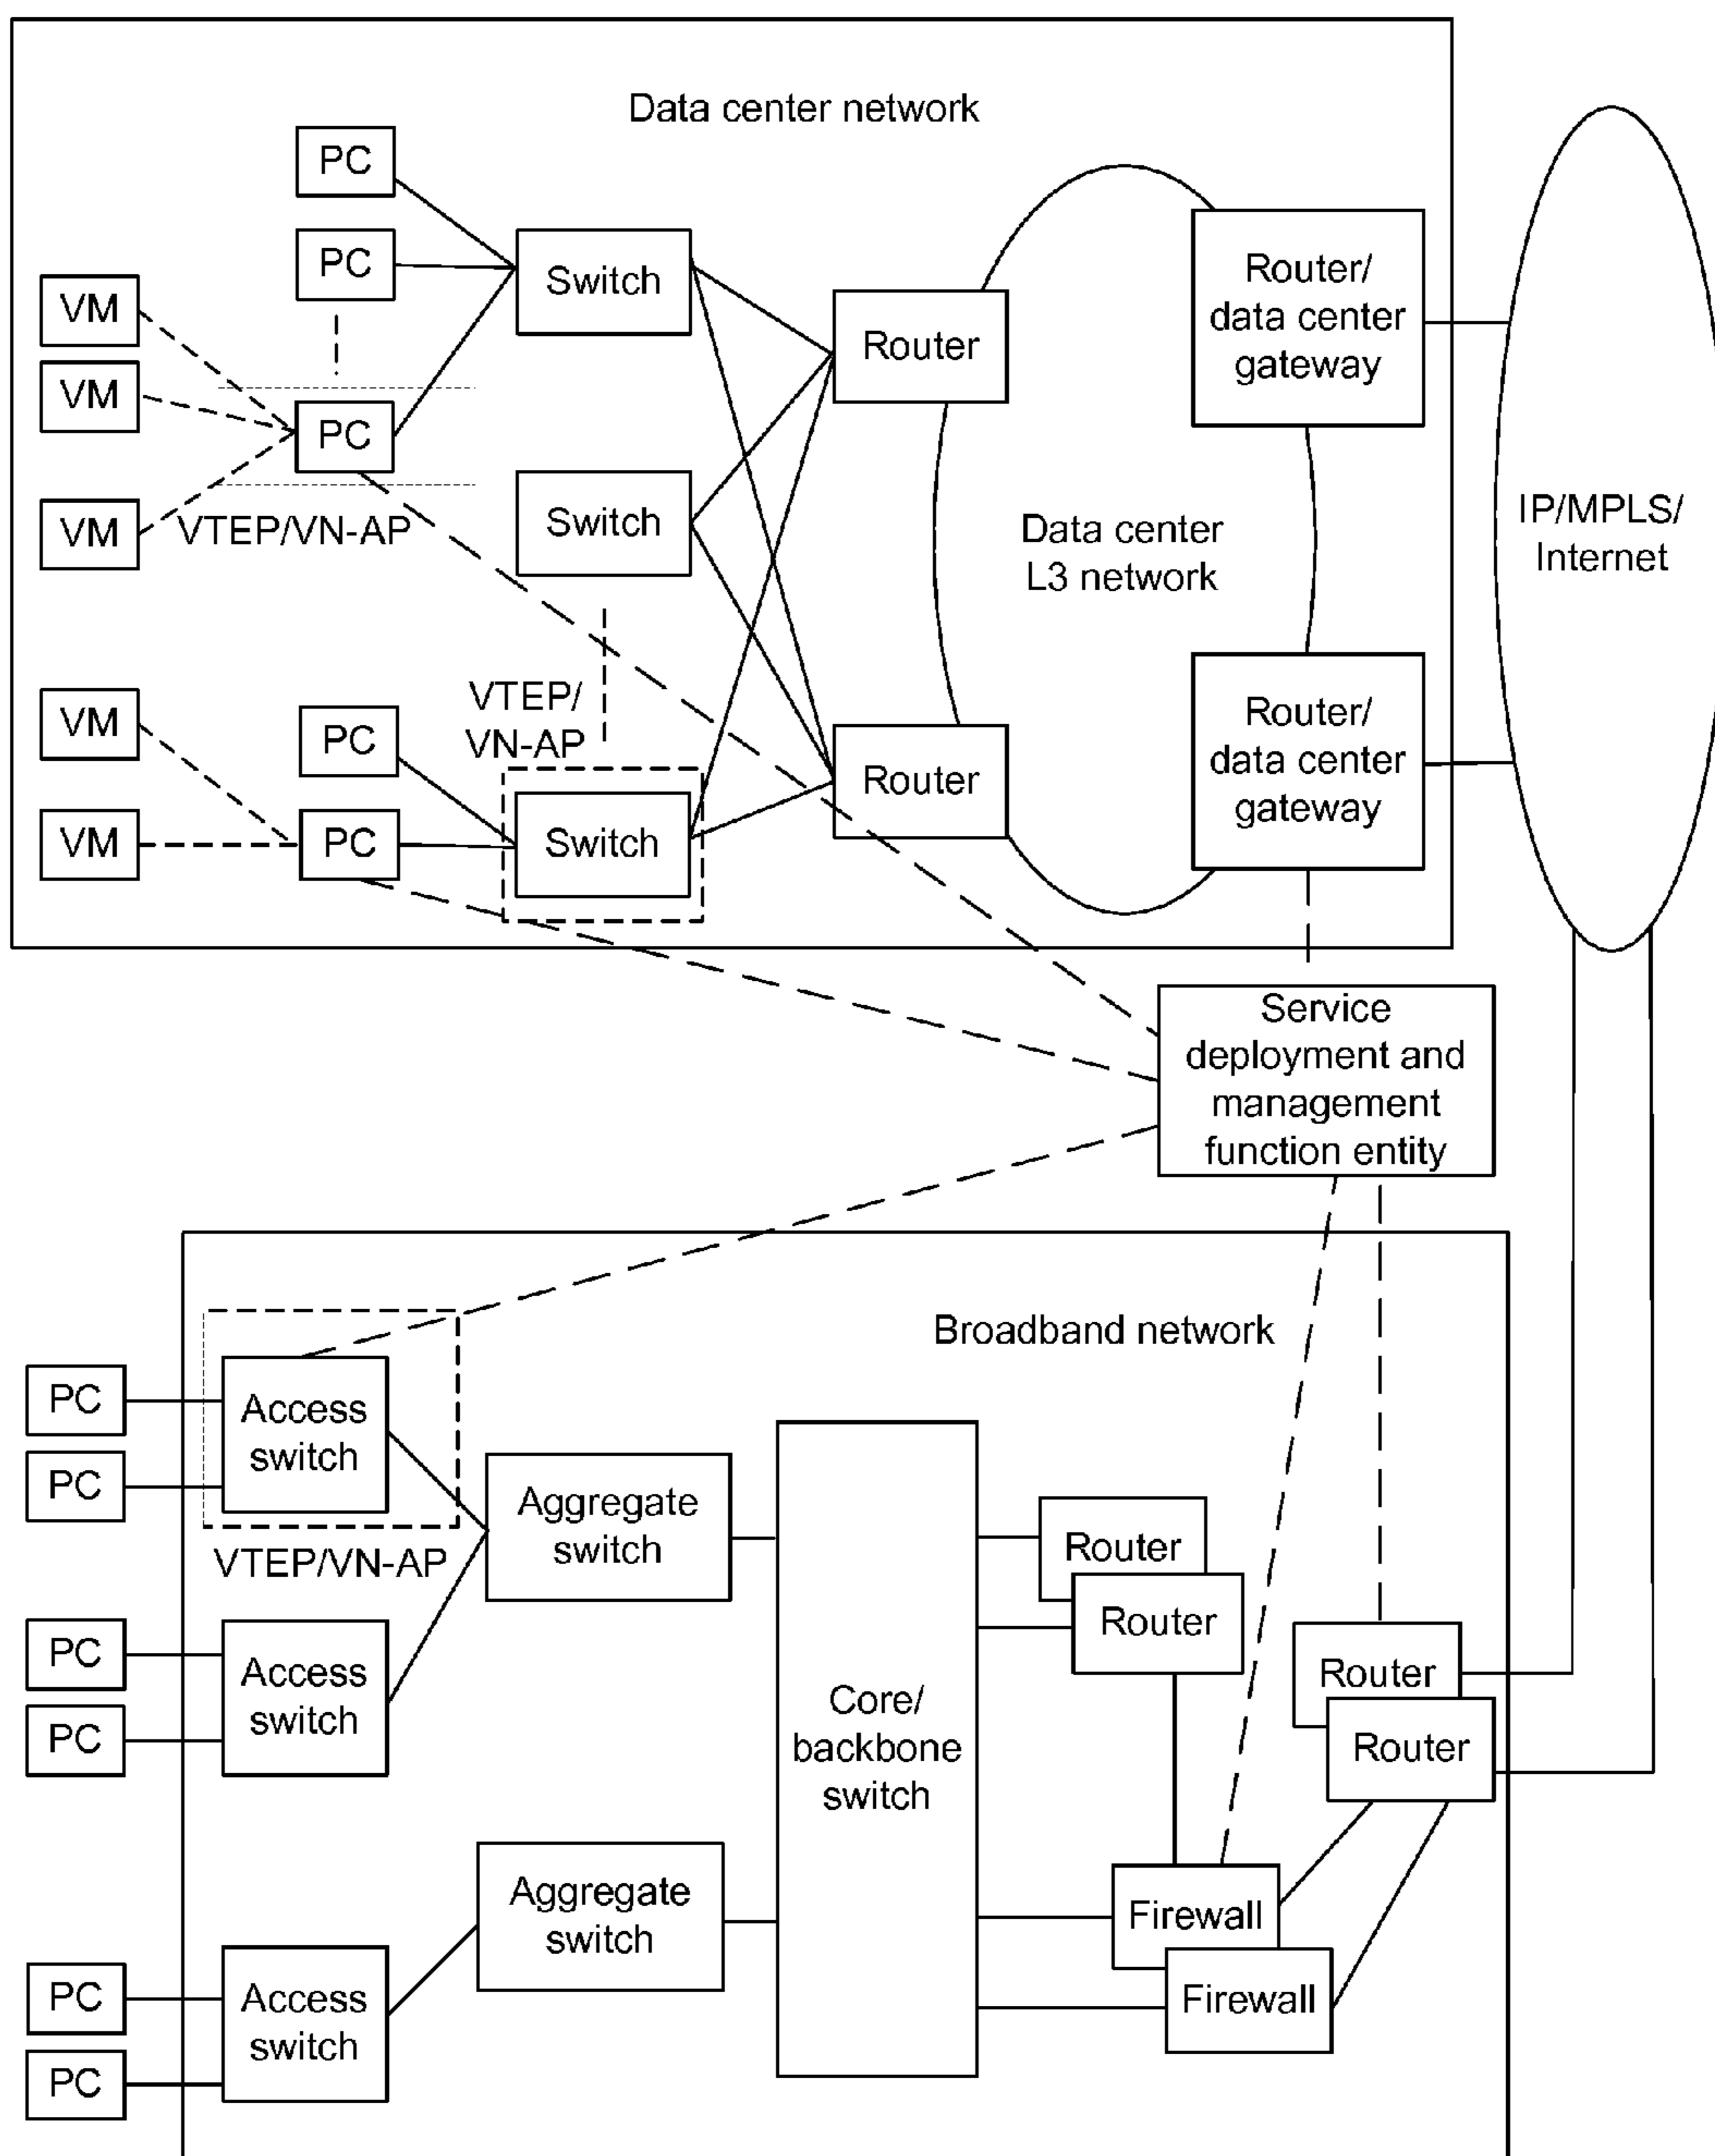 Data center network
PC
PC
VM
VM
PC
VM
VTEP/VN-AP
Switch
Switch
VTEP/
VN-AP
VM
VM
PC
PC
Switch
Router
Router
Data center
L3 network
Router/
data center
gateway
Router/
data center
gateway
IP/MPLS/
Internet
Service
deployment and
management
function entity
Broadband network
PC
PC
Access
switch
VTEP/VN-AP
PC
PC
Access
switch
PC
PC
Access
switch
Aggregate
switch
Aggregate
switch
Core/
backbone
switch
Router
Router
Router
Router
Firewall
Firewall